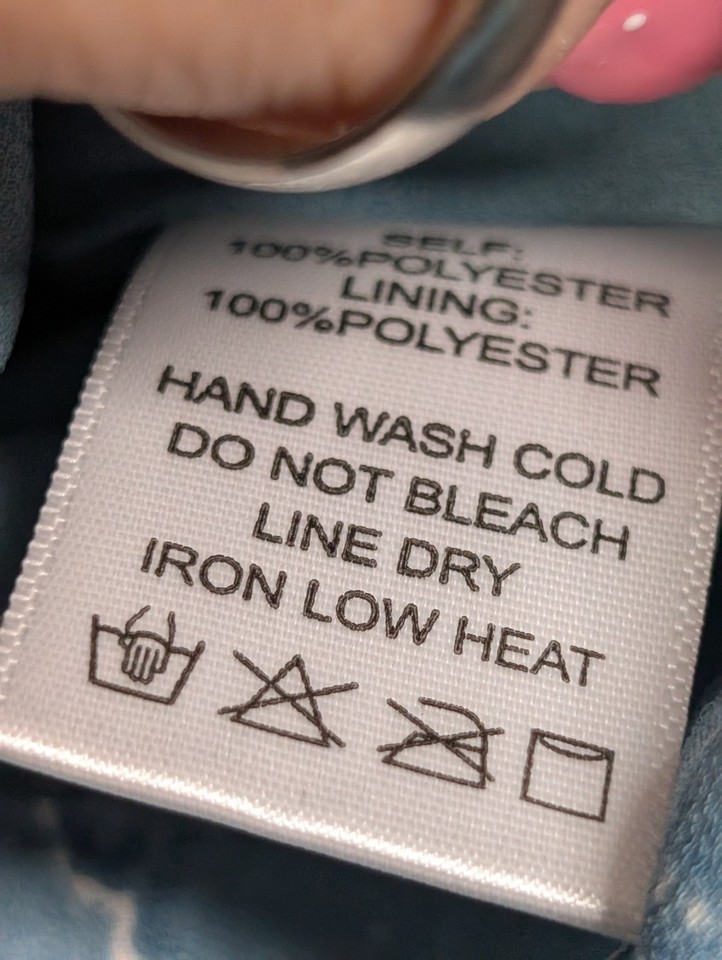 SELF:
100%POLYESTER
LINING:
100%POLYESTER
HAND WASH COLD
DO NOT BLEACH
LINE DRY
IRON LOW HEAT